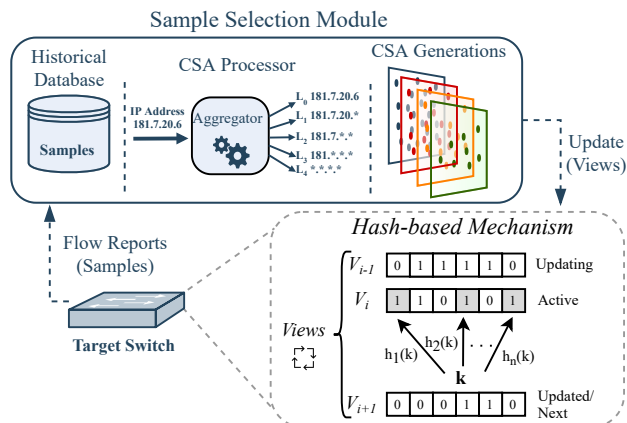 Sample Selection Module
Historical
Database
Samples
CSA Processor
IP Address
181.7.20.6
Aggregator
L0 181.7.20.6
L1 181.7.20.*
L2 181.7.*.*
L3 181.*.*.*
L4 *.*.*.*
CSA Generations
Update
(Views)
Flow Reports
(Samples)
Target Switch
Hash-based Mechanism
Views
Vi-1 0 1 1 1 1 0 Updating
Vi 1 1 0 1 0 1 Active
h1(k) h2(k) . . . . hn(k)
k
Vi+1 0 0 0 1 1 0 Updated/
Next